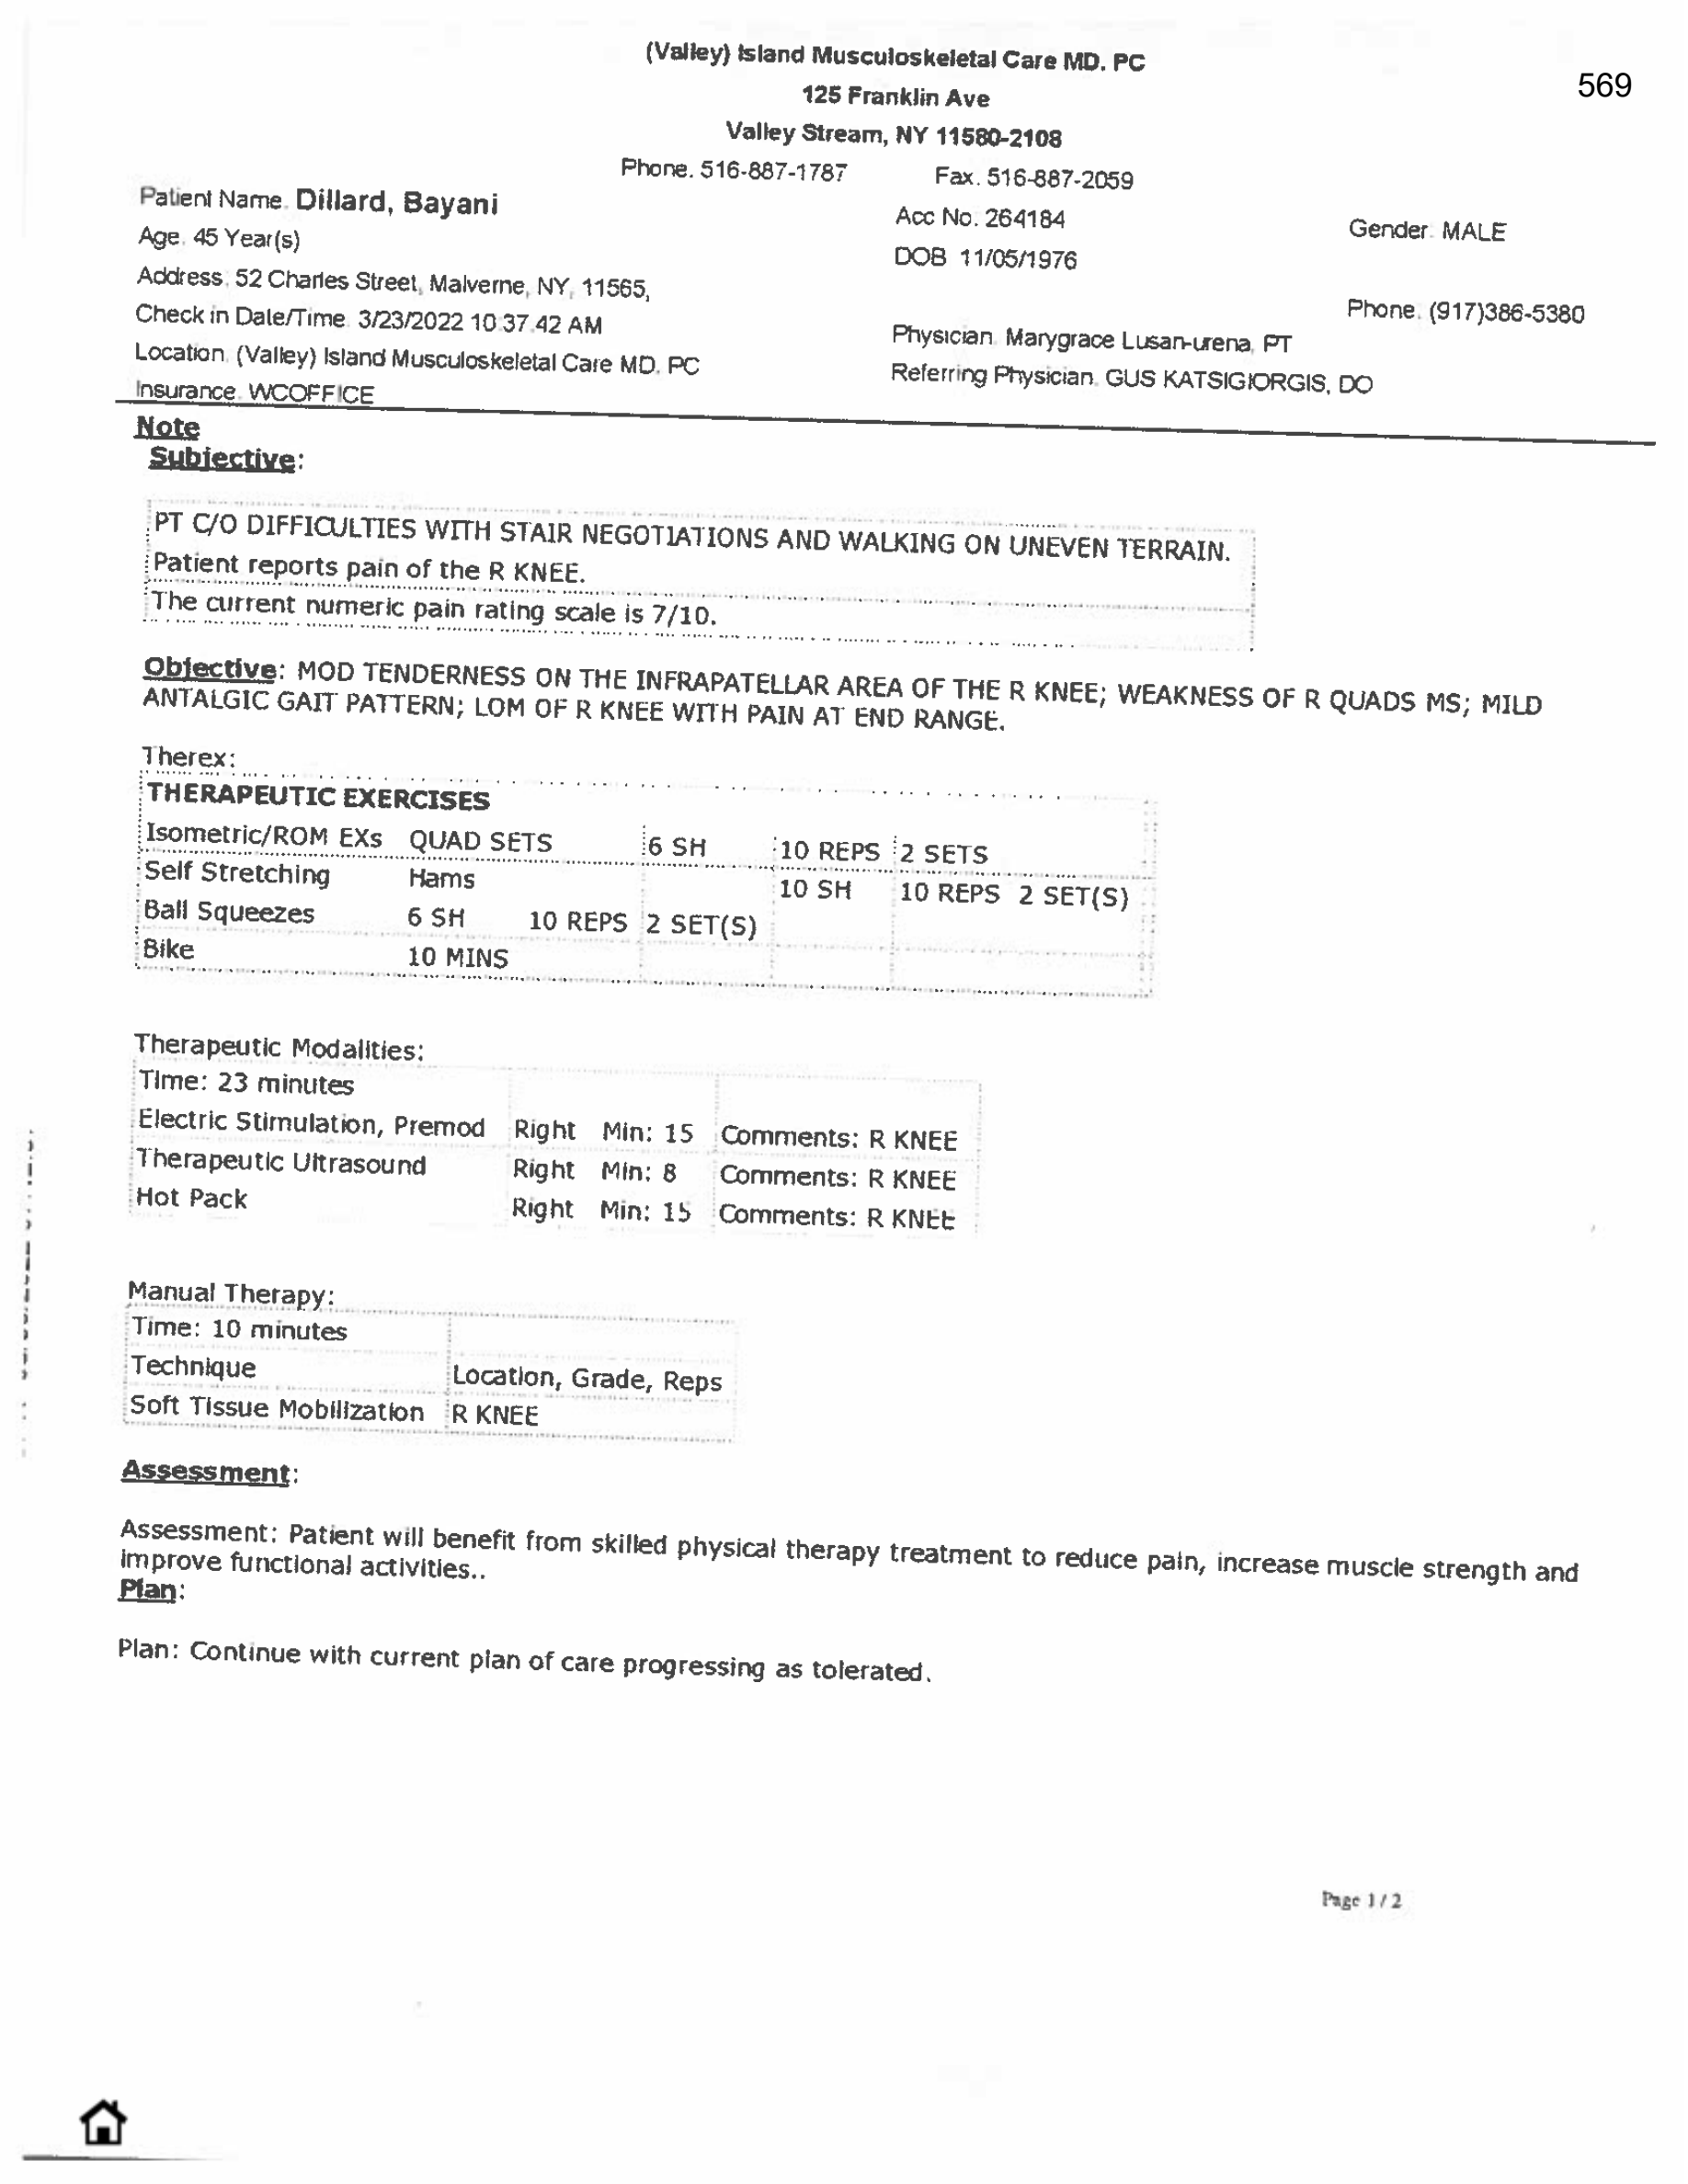 (Valley) Island Musculoskeletal Care MD. PC
569
125 Franklin Ave
Valley Stream, NY 11580-2108
Phone. 516-887-1787 Fax. 516-887-2059
Patient Name. Dillard, Bayani
Acc No. 264184
Gender. MALE
Age. 45 Year(s)
DOB 11/05/1976
Address. 52 Charles Street, Malverne, NY, 11565,
Phone. (917)386-5380
Check in Date/Time. 3/23/2022 10.37.42 AM
Physician. Marygrace Lusan-urena, PT
Location. (Valley) Island Musculoskeletal Care MD. PC
Referring Physician. GUS KATSIGIORGIS, DO
Insurance. WCOFFICE
Note
Subjective:
PT C/O DIFFICULTIES WITH STAIR NEGOTIATIONS AND WALKING ON UNEVEN TERRAIN.
Patient reports pain of the R KNEE.
The current numeric pain rating scale is 7/10.
Objective: MOD TENDERNESS ON THE INFRAPATELLAR AREA OF THE R KNEE; WEAKNESS OF R QUADS MS; MILD
ANTALGIC GAIT PATTERN; LOM OF R KNEE WITH PAIN AT END RANGE.
Therex:
THERAPEUTIC EXERCISES
Isometric/ROM EXs QUAD SETS 6 SH 10 REPS 2 SETS
Self Stretching Hams 10 SH 10 REPS 2 SET(S)
Ball Squeezes 6 SH 10 REPS 2 SET(S)
Bike 10 MINS
Therapeutic Modalities:
Time: 23 minutes
Electric Stimulation, Premod Right Min: 15 Comments: R KNEE
Therapeutic Ultrasound Right Min: 8 Comments: R KNEE
Hot Pack Right Min: 15 Comments: R KNEE
Manual Therapy:
Time: 10 minutes
Technique Location, Grade, Reps
Soft Tissue Mobilization R KNEE
Assessment:
Assessment: Patient will benefit from skilled physical therapy treatment to reduce pain, increase muscle strength and
improve functional activities..
Plan:
Plan: Continue with current plan of care progressing as tolerated.
Page 1 / 2